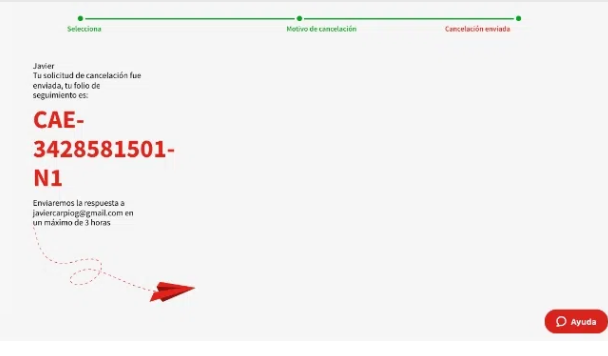 Selecciona
Motivo de cancelación
Cancelación enviada
Javier
Tu solicitud de cancelación fue
enviada, tu folio de
seguimiento es:
CAE-
3428581501-
N1
Enviaremos la respuesta a
javiercarpiog@gmail.com en
un máximo de 3 horas
Ayuda